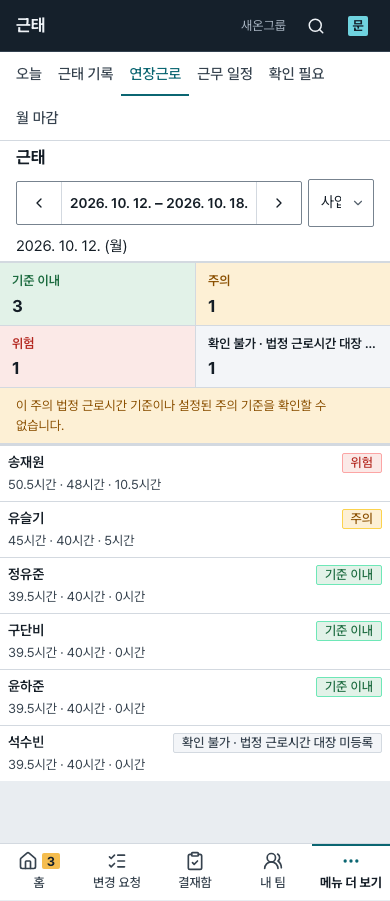 근태
새온그룹
문
오늘
근태 기록
연장근로
근무 일정
확인 필요
월 마감
근태
2026. 10. 12. – 2026. 10. 18.
2026. 10. 12. (월)
기준 이내
3
주의
1
위험
1
확인 불가 · 법정 근로시간 대장 ...
1
이 주의 법정 근로시간 기준이나 설정된 주의 기준을 확인할 수
없습니다.
송재원
위험
50.5시간 · 48시간 · 10.5시간
유슬기
주의
45시간 · 40시간 · 5시간
정유준
기준 이내
39.5시간 · 40시간 · 0시간
구단비
기준 이내
39.5시간 · 40시간 · 0시간
윤하준
기준 이내
39.5시간 · 40시간 · 0시간
석수빈
확인 불가 · 법정 근로시간 대장 미등록
39.5시간 · 40시간 · 0시간
3
홈
변경 요청
결재함
내 팀
메뉴 더 보기